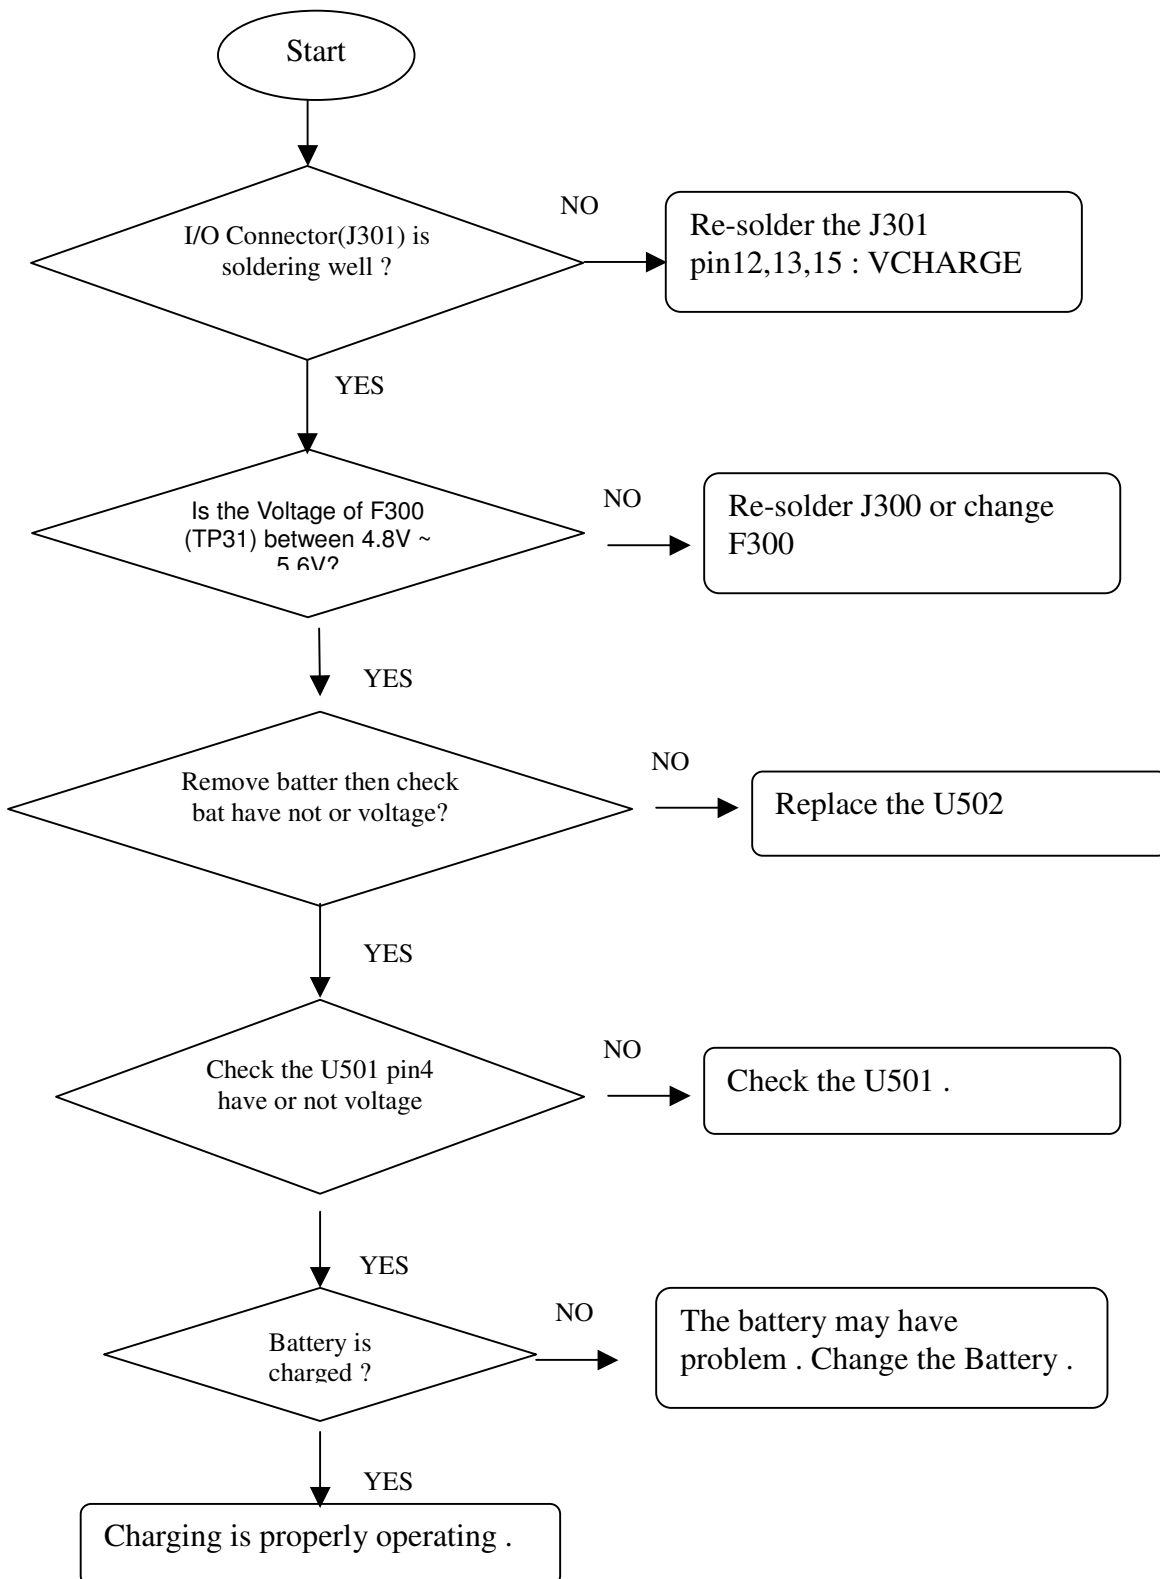 Start
I/O Connector(J301) is
soldering well ?
NO
Re-solder the J301
pin12,13,15 : VCHARGE
YES
Is the Voltage of F300
(TP31) between 4.8V ~
5.6V?
NO
Re-solder J300 or change
F300
YES
Remove batter then check
bat have not or voltage?
NO
Replace the U502
YES
Check the U501 pin4
have or not voltage
NO
Check the U501 .
YES
Battery is
charged ?
NO
The battery may have
problem . Change the Battery .
YES
Charging is properly operating .